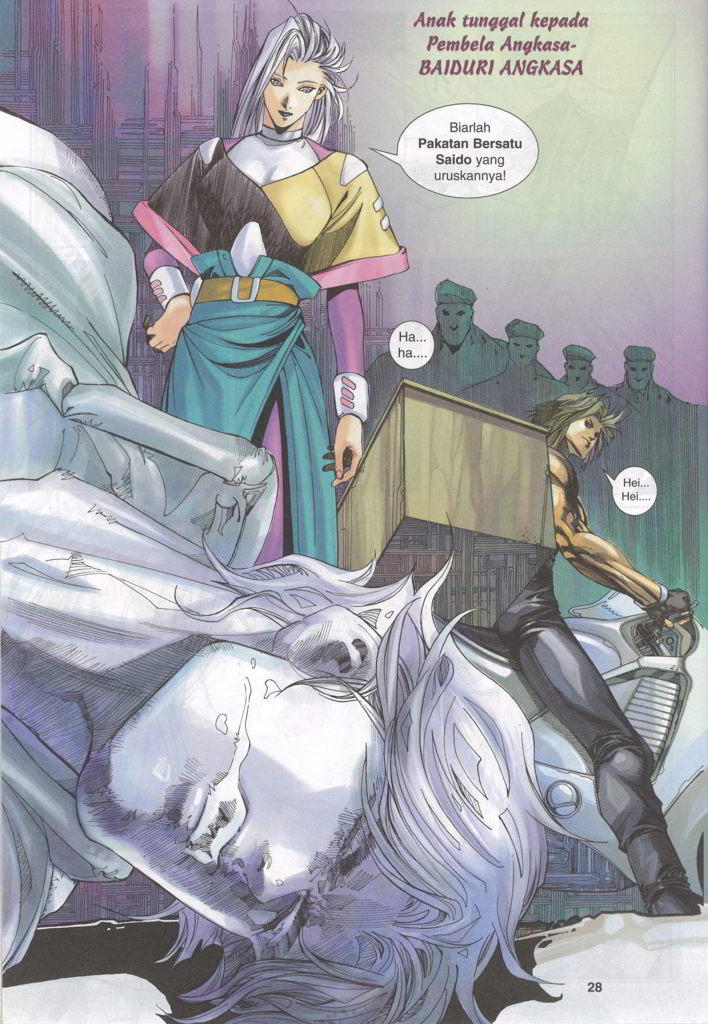 Anak tunggal kepada
Pembela Angkasa-
BAIDURI ANGKASA
Biarlah
Pakatan Bersatu
Saido yang
uruskannya!
Ha...
ha....
Hei...
Hei....
28